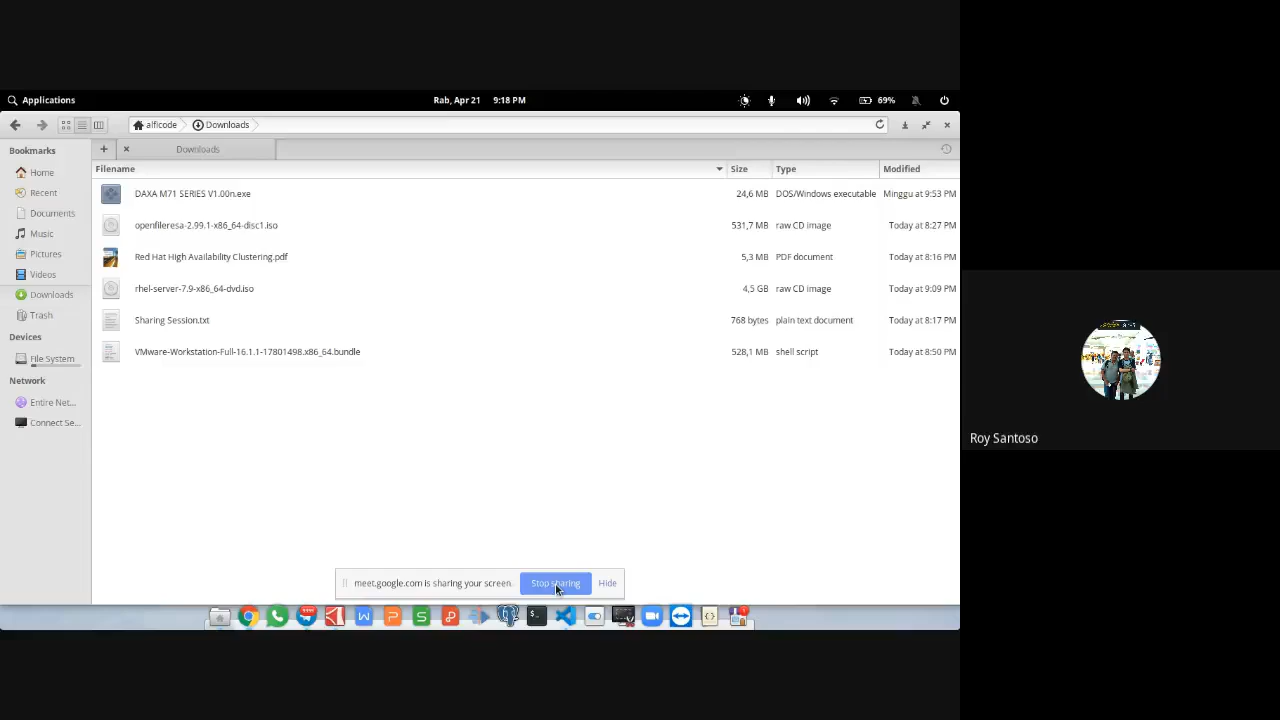 Applications
Rab, Apr 21 9:18 PM
69%
alficode Downloads
Bookmarks
Home
Recent
Documents
Music
Pictures
Videos
Downloads
Trash
Devices
File System
Network
Entire Net...
Connect Se...
Downloads
Filename Size Type Modified
DAXA M71 SERIES V1.00n.exe 24,6 MB DOS/Windows executable Minggu at 9:53 PM
openfileresa-2.99.1-x86_64-disc1.iso 531,7 MB raw CD image Today at 8:27 PM
Red Hat High Availability Clustering.pdf 5,3 MB PDF document Today at 8:16 PM
rhel-server-7.9-x86_64-dvd.iso 4,5 GB raw CD image Today at 9:09 PM
Sharing Session.txt 768 bytes plain text document Today at 8:17 PM
VMware-Workstation-Full-16.1.1-17801498.x86_64.bundle 528,1 MB shell script Today at 8:50 PM
meet.google.com is sharing your screen. Stop sharing Hide
Roy Santoso